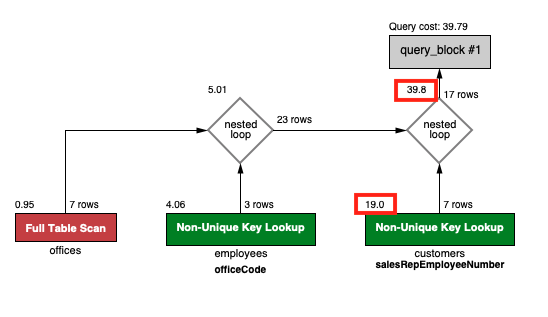 Query cost: 39.79
query_block #1
5.01
39.8
17 rows
nested
loop
23 rows
nested
loop
0.95
7 rows
4.06
3 rows
19.0
7 rows
Full Table Scan
Non-Unique Key Lookup
Non-Unique Key Lookup
offices
employees
customers
officeCode
salesRepEmployeeNumber